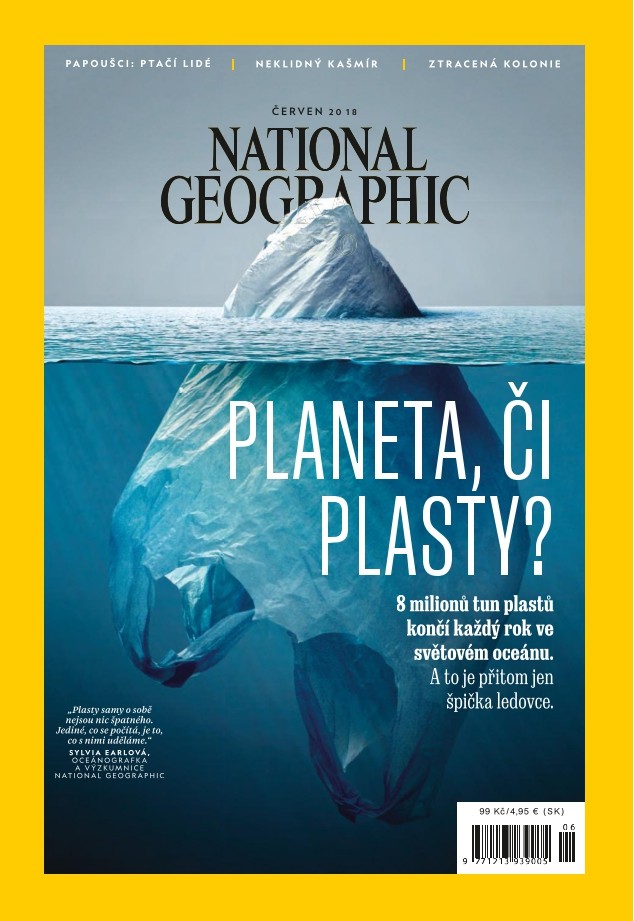 PAPOUŠCI: PTAČÍ LIDÉ | NEKLIDNÝ KAŠMÍR | ZTRACENÁ KOLONIE
ČERVEN 2018
NATIONAL
GEOGRAPHIC
PLANETA, ČI
PLASTY?
8 milionů tun plastů
končí každý rok ve
světovém oceánu.
A to je přitom jen
špička ledovce.
„Plasty samy o sobě
nejsou nic špatného.
Jediné, co se počítá, je to,
co s nimi uděláme.“
SYLVIA EARLOVÁ,
OCEÁNOGRAFKA
A VÝZKUMNICE
NATIONAL GEOGRAPHIC
99 Kč/4,95 € (SK)
06
9 771213 939005